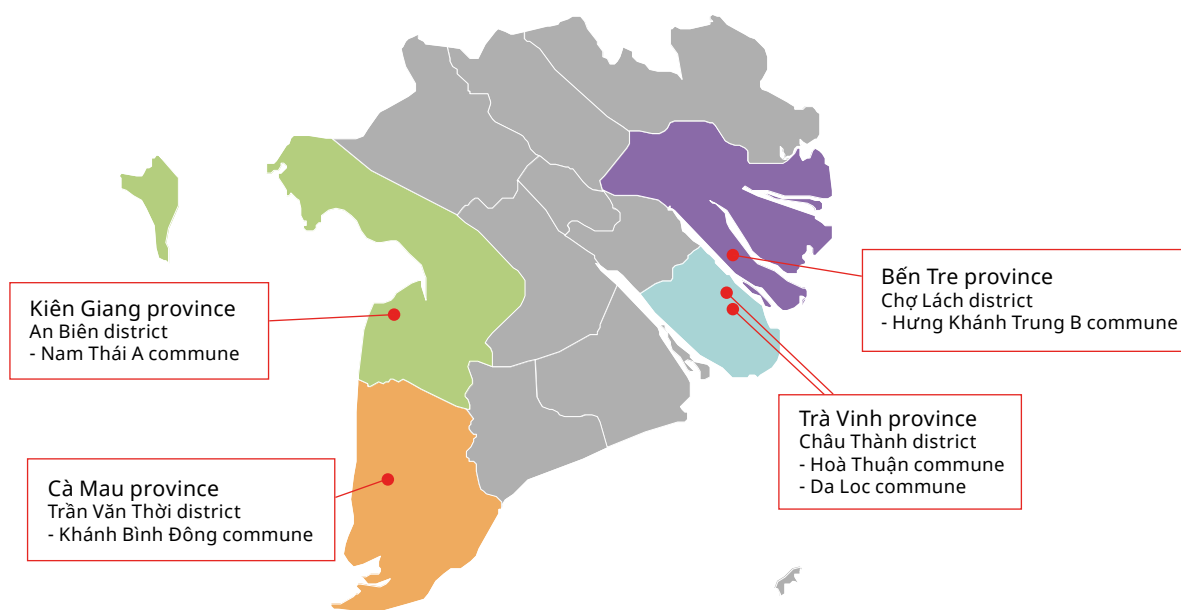 Bến Tre province
Chợ Lách district
- Hưng Khánh Trung B commune
Kiên Giang province
An Biên district
- Nam Thái A commune
Trà Vinh province
Châu Thành district
- Hoà Thuận commune
- Da Loc commune
Cà Mau province
Trần Văn Thời district
- Khánh Bình Đông commune